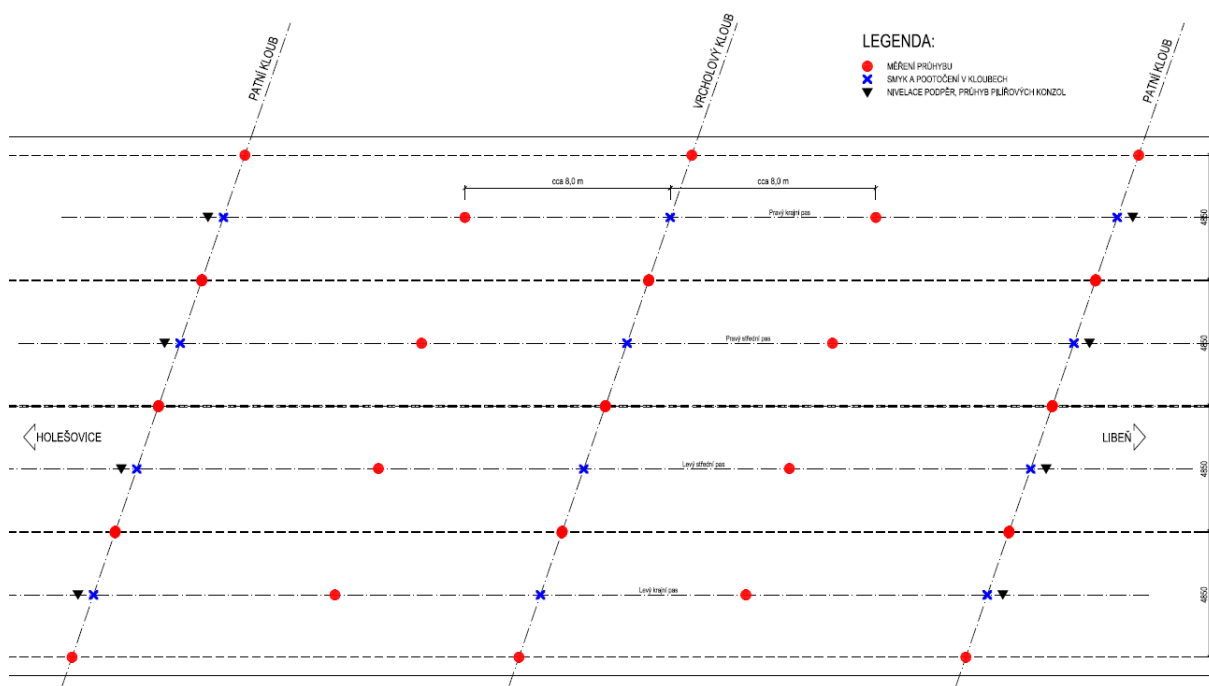 PATNÍ KLOUB
VRCHOLOVÝ KLOUB
PATNÍ KLOUB
LEGENDA:
MĚŘENÍ PRŮHYBU
SMYK A POOTOČENÍ V KLOUBECH
NIVELACE PODPĚR, PRŮHYB PILÍŘOVÝCH KONZOL
cca 8,0 m
cca 8,0 m
Pravý krajní pas
4850
Pravý střední pas
4850
HOLEŠOVICE
LIBEŇ
Levý střední pas
4850
Levý krajní pas
4850